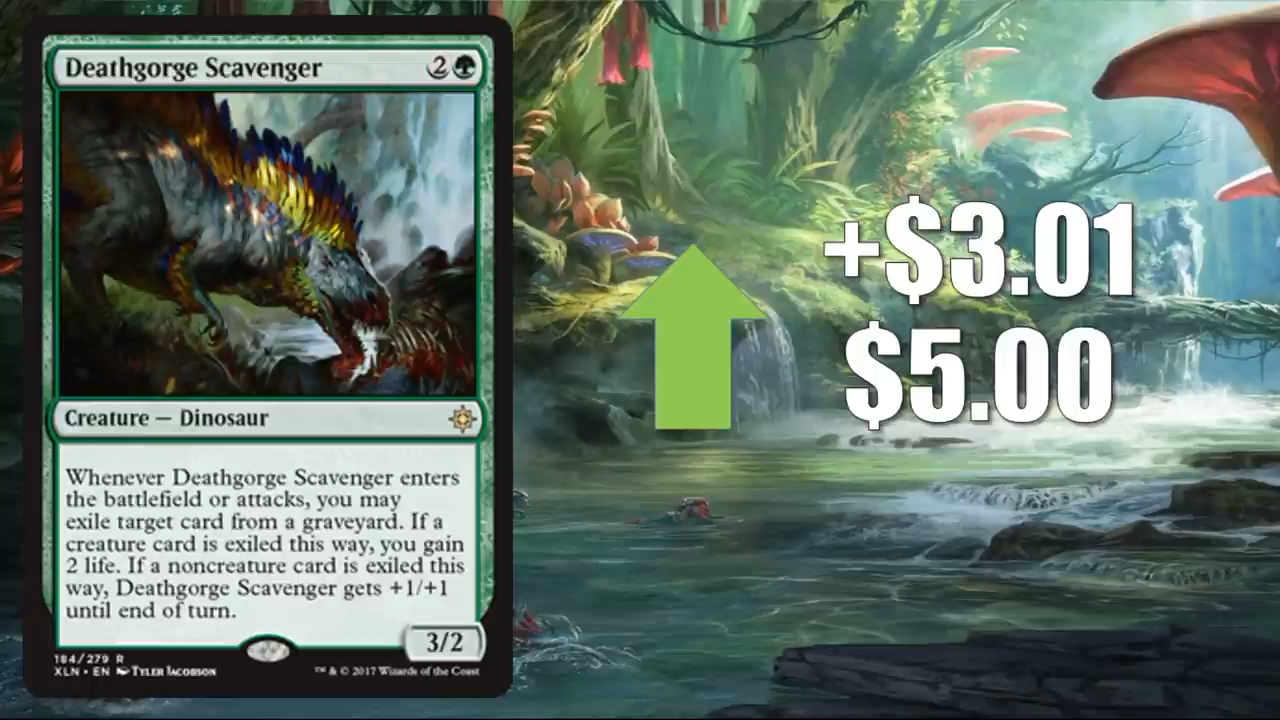 Deathgorge Scavenger 2
Creature — Dinosaur
Whenever Deathgorge Scavenger enters
the battlefield or attacks, you may
exile target card from a graveyard. If a
creature card is exiled this way, you gain
2 life. If a noncreature card is exiled this
way, Deathgorge Scavenger gets +1/+1
until end of turn.
3/2
184/279 R
XLN • EN Tyler Jacobson
™ & © 2017 Wizards of the Coast
+$3.01
$5.00